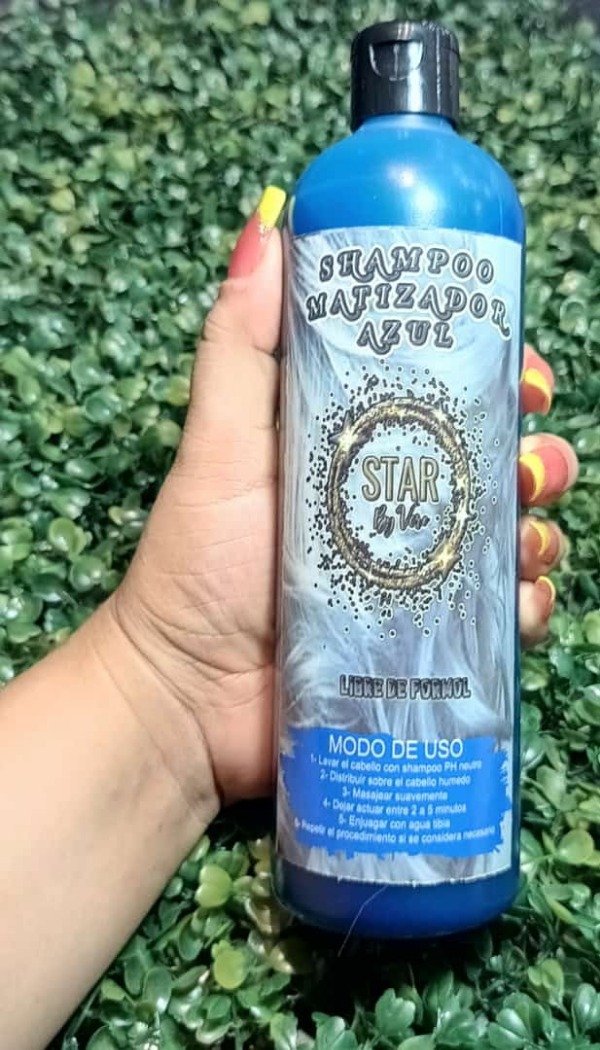 SHAMPOO
MATIZADOR
AZUL
STAR
By Vero
LIBRE DE FORMOL
MODO DE USO
1- Lavar el cabello con shampoo PH neutro
2- Distribuir sobre el cabello humedo
3- Masajear suavemente
4- Dejar actuar entre 2 a 5 minutos
5- Enjuagar con agua tibia
6- Repetir el procedimiento si se considera necesario